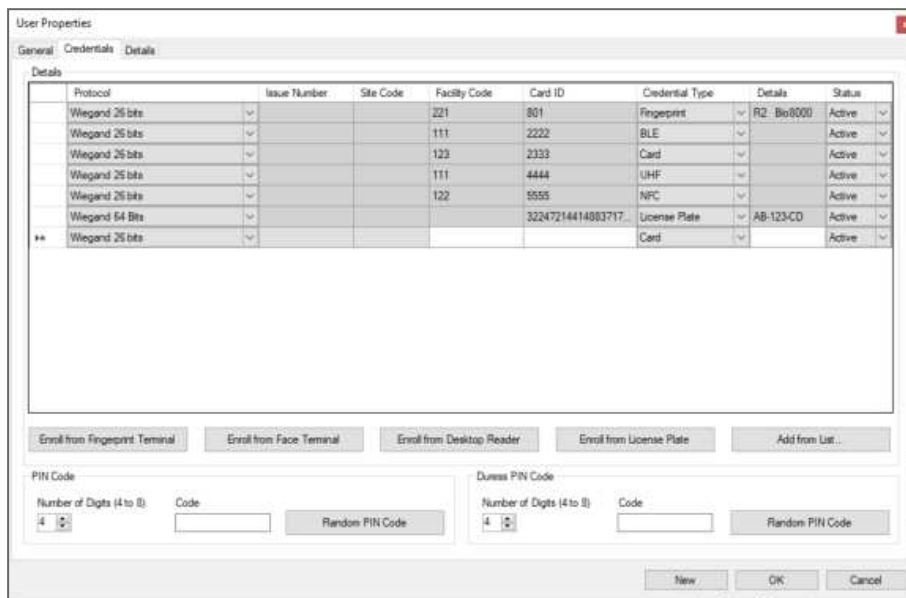 User Properties
General Credentials Details
Details
Protocol Issue Number Site Code Facility Code Card ID Credential Type Details Status
Wiegand 26 bits 221 801 Fingerprint R2 Bio8000 Active
Wiegand 26 bits 111 2222 BLE Active
Wiegand 26 bits 123 2333 Card Active
Wiegand 26 bits 111 4444 UHF Active
Wiegand 26 bits 122 5555 NFC Active
Wiegand 64 Bits 32247214414883717... License Plate AB-123-CD Active
Wiegand 26 bits Card Active
Enroll from Fingerprint Terminal Enroll from Face Terminal Enroll from Desktop Reader Enroll from License Plate Add from List...
PIN Code Duress PIN Code
Number of Digits (4 to 8) Code Number of Digits (4 to 8) Code
4 Random PIN Code 4 Random PIN Code
New OK Cancel